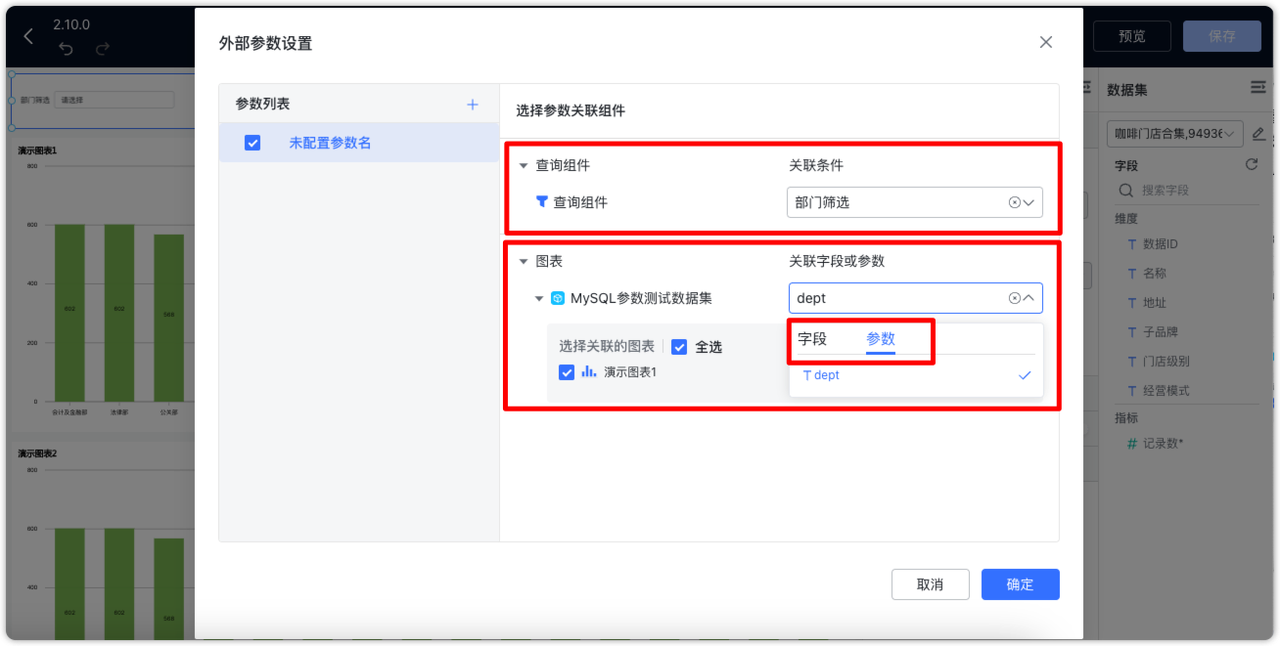 2.10.0
外部参数设置
预览
保存
部门筛选
请选择
参数列表
+
选择参数关联组件
数据集
咖啡门店合集,94936
未配置参数名
查询组件
关联条件
字段
查询组件
部门筛选
搜索字段
维度
数据ID
名称
地址
子品牌
门店级别
经营模式
指标
记录数*
图表
关联字段或参数
MySQL参数测试数据集
dept
选择关联的图表
全选
字段
参数
演示图表1
dept
演示图表1
800
600
400
200
0
802
802
568
会计及金融部
法律部
公关部
演示图表2
800
600
400
802
802
568
取消
确定